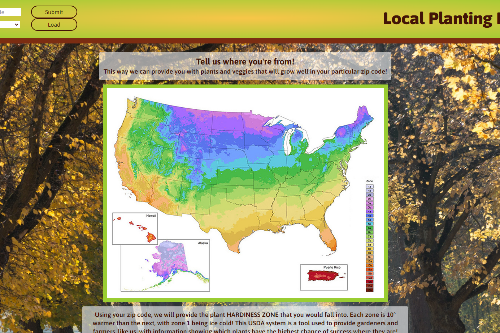 Submit
Load
Local Planting
Tell us where you're from!
This way we can provide you with plants and veggies that will grow well in your particular zip code!
Hawaii
Alaska
Puerto Rico
Using your zip code, we will provide the plant HARDINESS ZONE that you would fall into. Each zone is 10°
warmer than the next, with zone 1 being ice cold! This USDA system is a tool used to provide gardeners and
farmers like us with information showing which plants have the highest chance of success where they are!